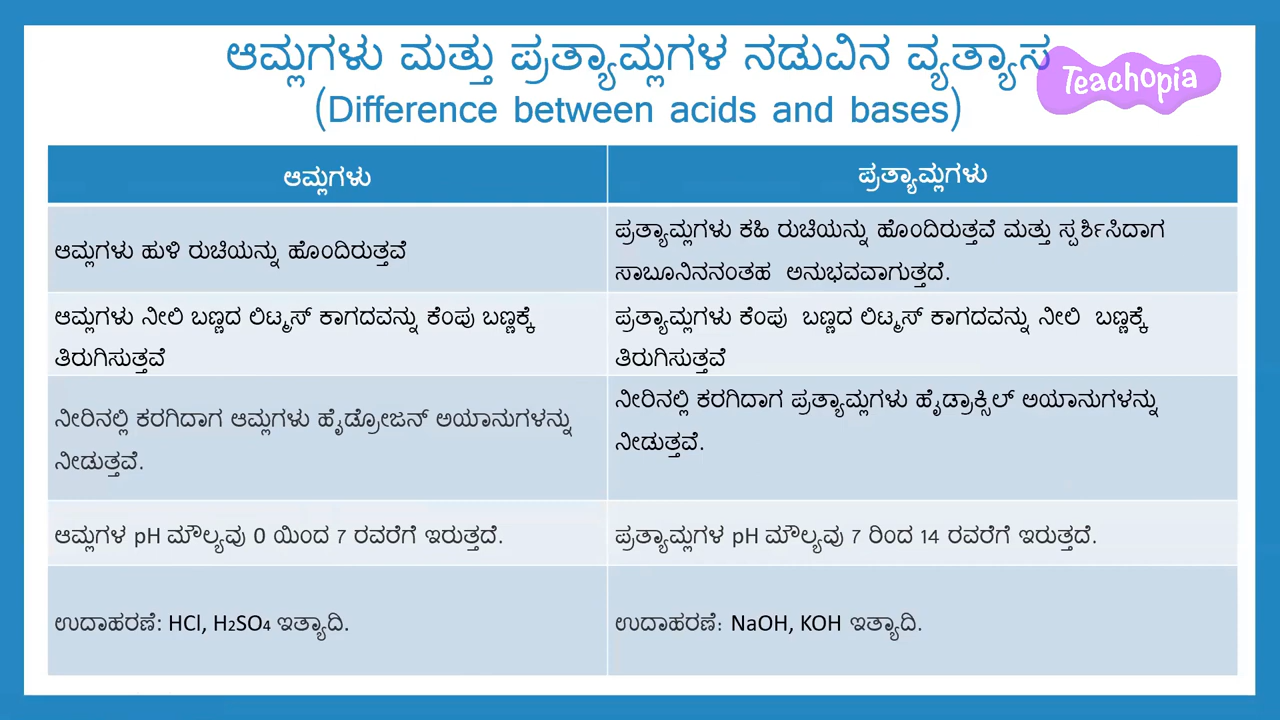 ಆಮ್ಲಗಳು ಮತ್ತು ಪ್ರತ್ಯಾಮ್ಲಗಳ ನಡುವಿನ ವ್ಯತ್ಯಾಸ
Teachopia
(Difference between acids and bases)
ಆಮ್ಲಗಳು
ಪ್ರತ್ಯಾಮ್ಲಗಳು
ಆಮ್ಲಗಳು ಹುಳಿ ರುಚಿಯನ್ನು ಹೊಂದಿರುತ್ತವೆ
ಪ್ರತ್ಯಾಮ್ಲಗಳು ಕಹಿ ರುಚಿಯನ್ನು ಹೊಂದಿರುತ್ತವೆ ಮತ್ತು ಸ್ಪರ್ಶಿಸಿದಾಗ
ಸಾಬೂನಿನನಂತಹ ಅನುಭವವಾಗುತ್ತದೆ.
ಆಮ್ಲಗಳು ನೀಲಿ ಬಣ್ಣದ ಲಿಟ್ಮಸ್ ಕಾಗದವನ್ನು ಕೆಂಪು ಬಣ್ಣಕ್ಕೆ
ತಿರುಗಿಸುತ್ತವೆ
ಪ್ರತ್ಯಾಮ್ಲಗಳು ಕೆಂಪು ಬಣ್ಣದ ಲಿಟ್ಮಸ್ ಕಾಗದವನ್ನು ನೀಲಿ ಬಣ್ಣಕ್ಕೆ
ತಿರುಗಿಸುತ್ತವೆ
ನೀರಿನಲ್ಲಿ ಕರಗಿದಾಗ ಆಮ್ಲಗಳು ಹೈಡ್ರೋಜನ್ ಅಯಾನುಗಳನ್ನು
ನೀಡುತ್ತವೆ.
ನೀರಿನಲ್ಲಿ ಕರಗಿದಾಗ ಪ್ರತ್ಯಾಮ್ಲಗಳು ಹೈಡ್ರಾಕ್ಸಿಲ್ ಅಯಾನುಗಳನ್ನು
ನೀಡುತ್ತವೆ.
ಆಮ್ಲಗಳ pH ಮೌಲ್ಯವು 0 ಯಿಂದ 7 ರವರೆಗೆ ಇರುತ್ತದೆ.
ಪ್ರತ್ಯಾಮ್ಲಗಳ pH ಮೌಲ್ಯವು 7 ರಿಂದ 14 ರವರೆಗೆ ಇರುತ್ತದೆ.
ಉದಾಹರಣೆ: HCl, H₂SO₄ ಇತ್ಯಾದಿ.
ಉದಾಹರಣೆ: NaOH, KOH ಇತ್ಯಾದಿ.